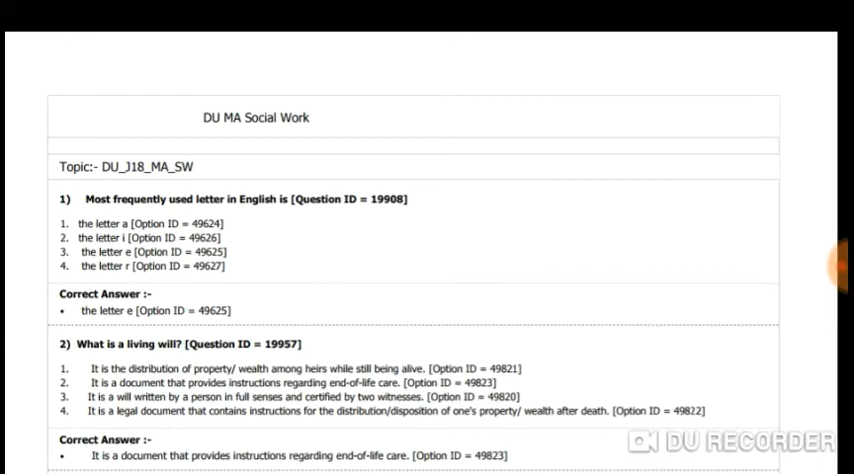 DU MA Social Work
Topic:- DU_J18_MA_SW
1) Most frequently used letter in English is [Question ID = 19908]
1. the letter a [Option ID = 49624]
2. the letter i [Option ID = 49626]
3. the letter e [Option ID = 49625]
4. the letter r [Option ID = 49627]
Correct Answer :-
• the letter e [Option ID = 49625]
2) What is a living will? [Question ID = 19957]
1. It is the distribution of property/ wealth among heirs while still being alive. [Option ID = 49821]
2. It is a document that provides instructions regarding end-of-life care. [Option ID = 49823]
3. It is a will written by a person in full senses and certified by two witnesses. [Option ID = 49820]
4. It is a legal document that contains instructions for the distribution/disposition of one's property/ wealth after death. [Option ID = 49822]
Correct Answer :-
• It is a document that provides instructions regarding end-of-life care. [Option ID = 49823]
DU RECORDER